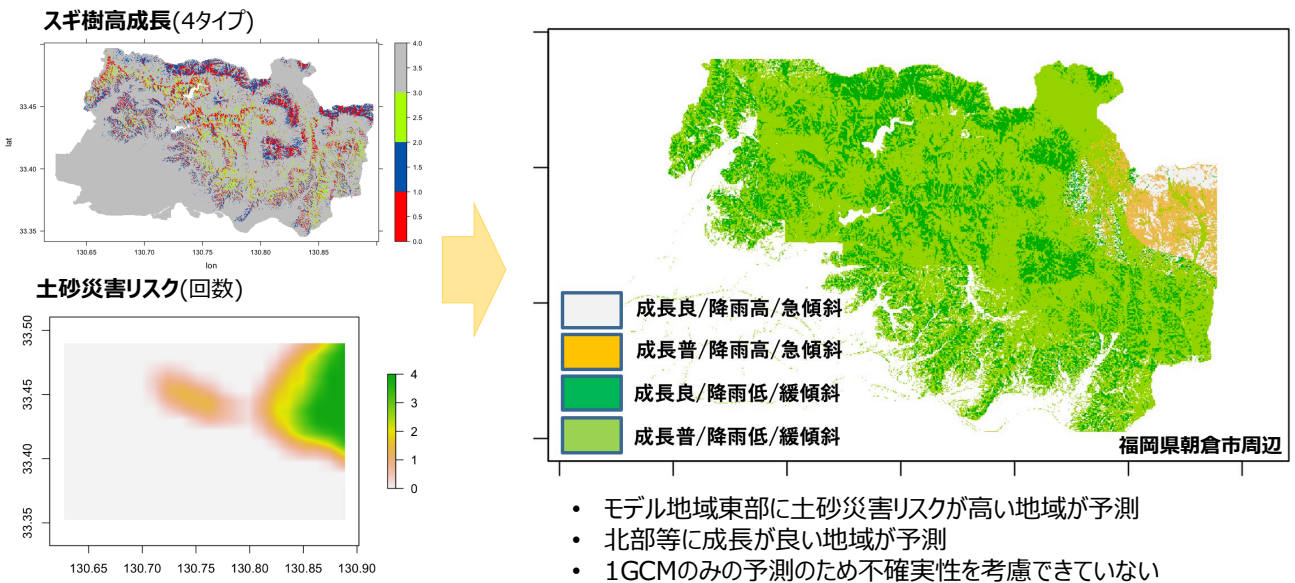 スギ樹高成長(4タイプ)
4.0
3.5
3.0
2.5
2.0
1.5
1.0
0.5
0.0
33.45
33.40
33.35
lat
130.65 130.70 130.75 130.80 130.85
lon
土砂災害リスク(回数)
33.50
33.45
33.40
33.35
4
3
2
1
0
130.65 130.70 130.75 130.80 130.85 130.90
成長良/降雨高/急傾斜
成長普/降雨高/急傾斜
成長良/降雨低/緩傾斜
成長普/降雨低/緩傾斜
福岡県朝倉市周辺
• モデル地域東部に土砂災害リスクが高い地域が予測
• 北部等に成長が良い地域が予測
• 1GCMのみの予測のため不確実性を考慮できていない